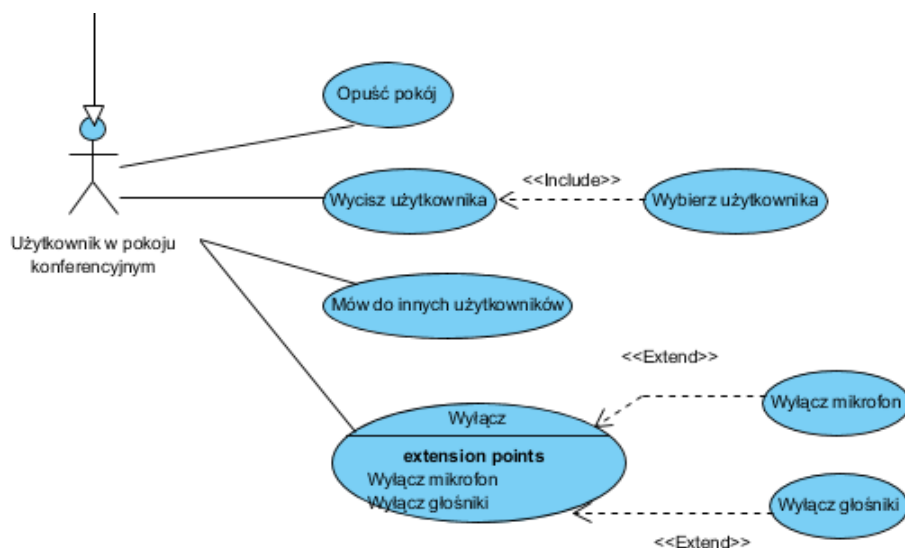 Opuść pokój
<<Include>>
Wycisz użytkownika
Wybierz użytkownika
Użytkownik w pokoju
konferencyjnym
Mów do innych użytkowników
<<Extend>>
Wyłącz mikrofon
Wyłącz
extension points
Wyłącz mikrofon
Wyłącz głośniki
Wyłącz głośniki
<<Extend>>